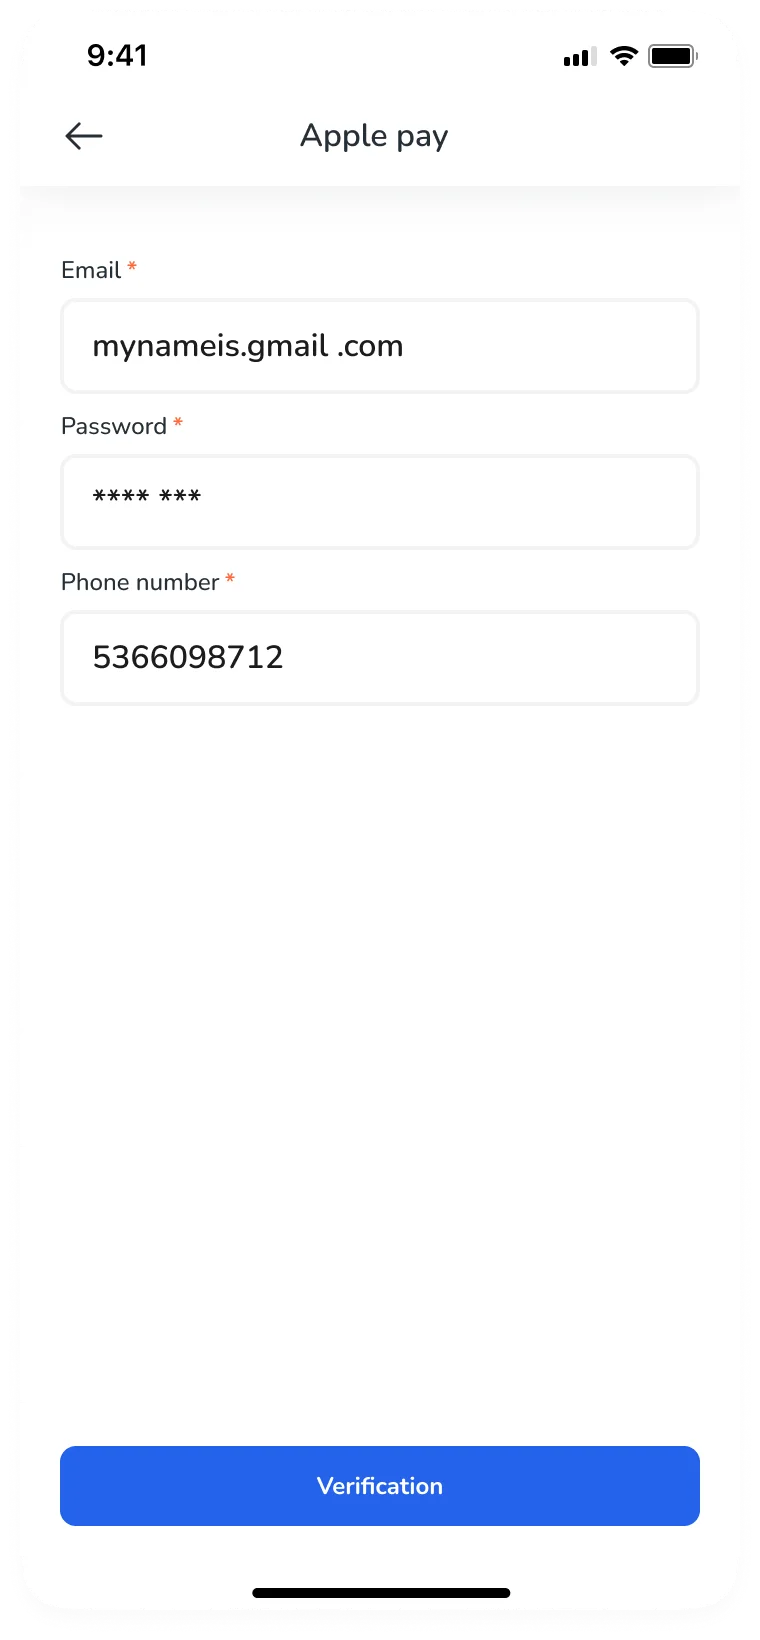 9:41
Apple pay
Email *
mynameis.gmail .com
Password *
**** ***
Phone number *
5366098712
Verification